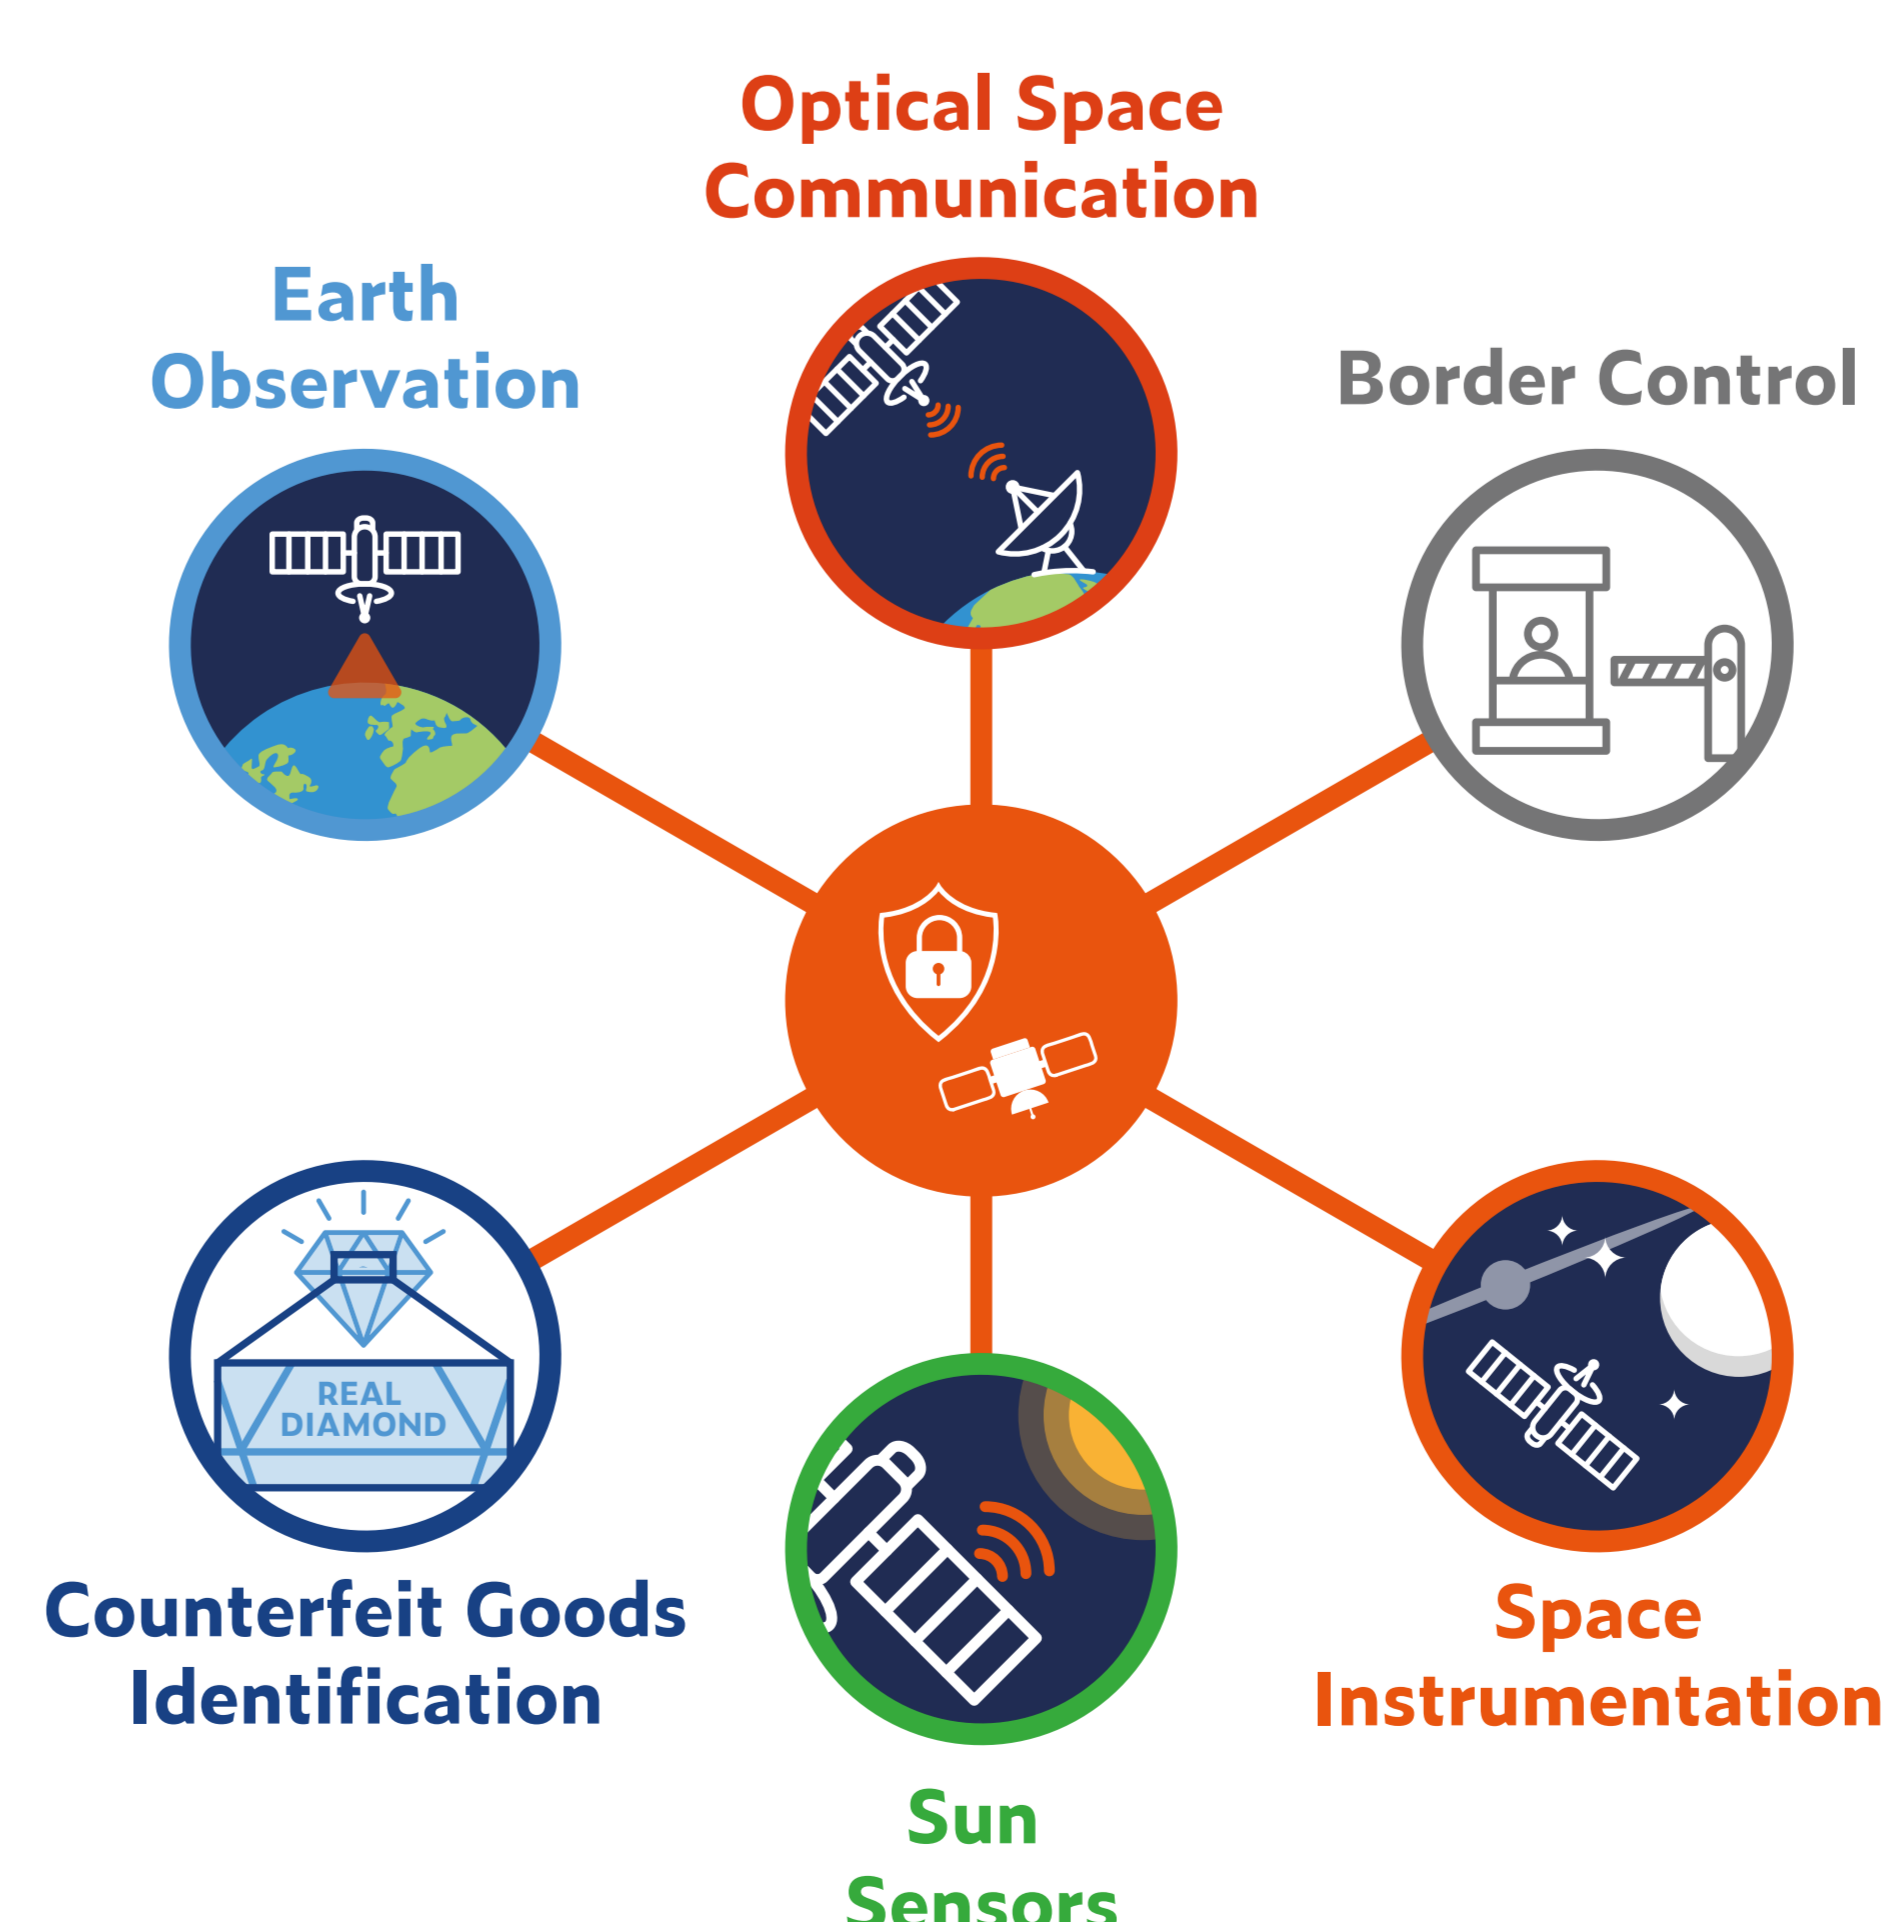 Optical Space
Communication
Earth
Observation
Border Control
REAL
DIAMOND
Counterfeit Goods
Identification
Space
Instrumentation
Sun
Sensors